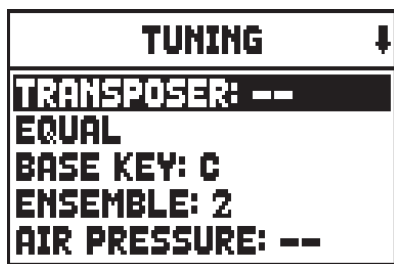 TUNING
TRANSPOSER: --
EQUAL
BASE KEY: C
ENSEMBLE: 2
AIR PRESSURE: --